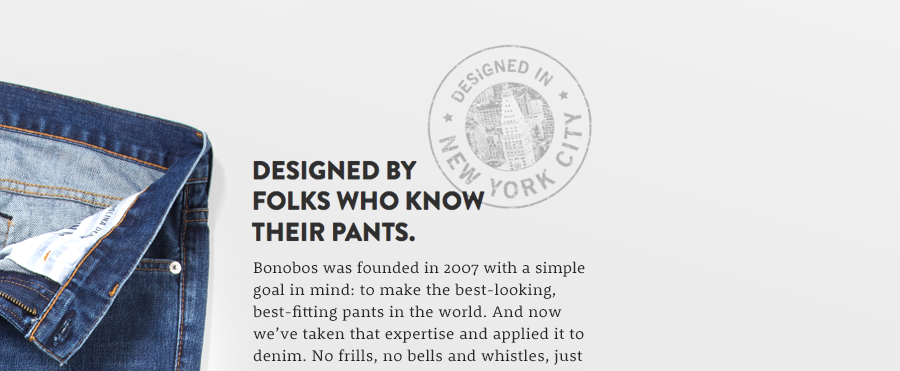 DESIGNED IN
NEW YORK CITY
DESIGNED BY
FOLKS WHO KNOW
THEIR PANTS.
Bonobos was founded in 2007 with a simple
goal in mind: to make the best-looking,
best-fitting pants in the world. And now
we've taken that expertise and applied it to
denim. No frills, no bells and whistles, just